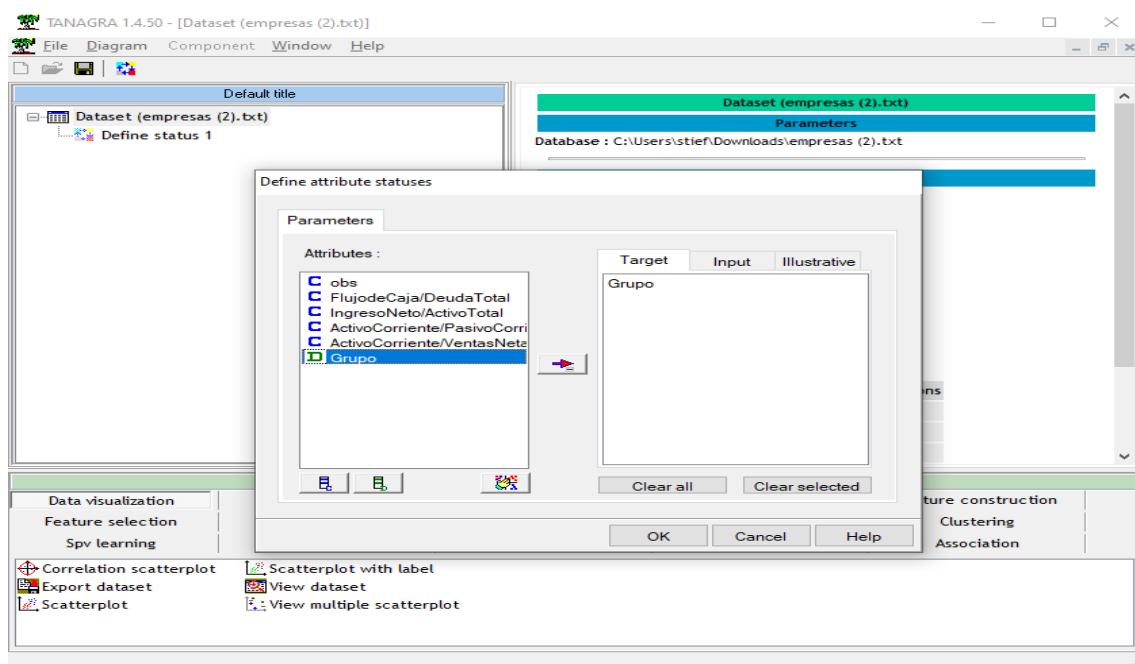 TANAGRA 1.4.50 - [Dataset (empresas (2).txt)]
File Diagram Component Window Help
Default title
Dataset (empresas (2).txt)
Define status 1
Dataset (empresas (2).txt)
Parameters
Database : C:\Users\stief\Downloads\empresas (2).txt
Define attribute statuses
Parameters
Attributes :
C obs
C FlujodeCaja/DeudaTotal
C IngresoNeto/ActivoTotal
C ActivoCorriente/PasivoCorri
C ActivoCorriente/VentasNeta
D Grupo
Target Input Illustrative
Grupo
Clear all Clear selected
OK Cancel Help
ons
Data visualization
Feature selection
Spv learning
ture construction
Clustering
Association
Correlation scatterplot
Export dataset
Scatterplot
Scatterplot with label
View dataset
View multiple scatterplot